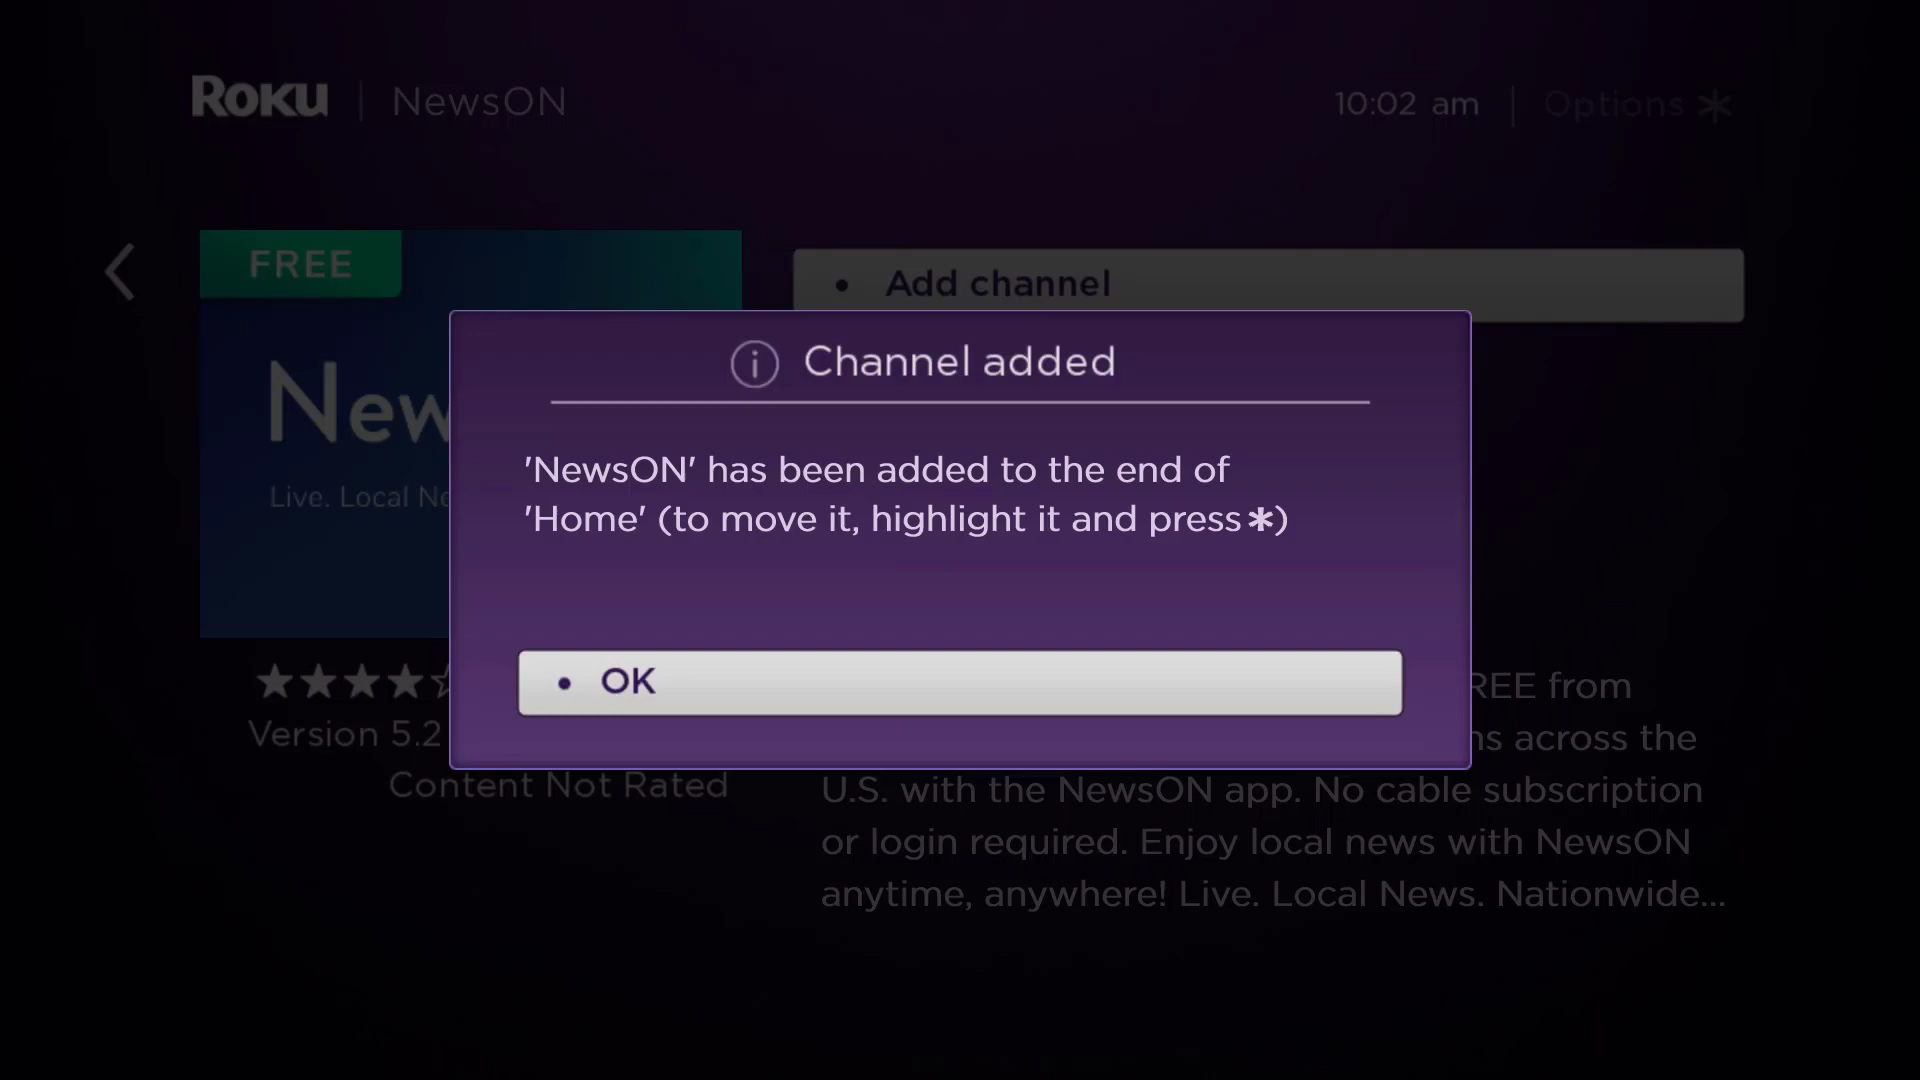 Roku | NewsON
10:02 am | Options ✱
FREE
• Add channel
Live. Local
ⓘ Channel added
'NewsON' has been added to the end of
'Home' (to move it, highlight it and press ✱)
• OK
Version 5.2
Content Not Rated
from
across the
U.S. with the NewsON app. No cable subscription
or login required. Enjoy local news with NewsON
anytime, anywhere! Live. Local News. Nationwide...